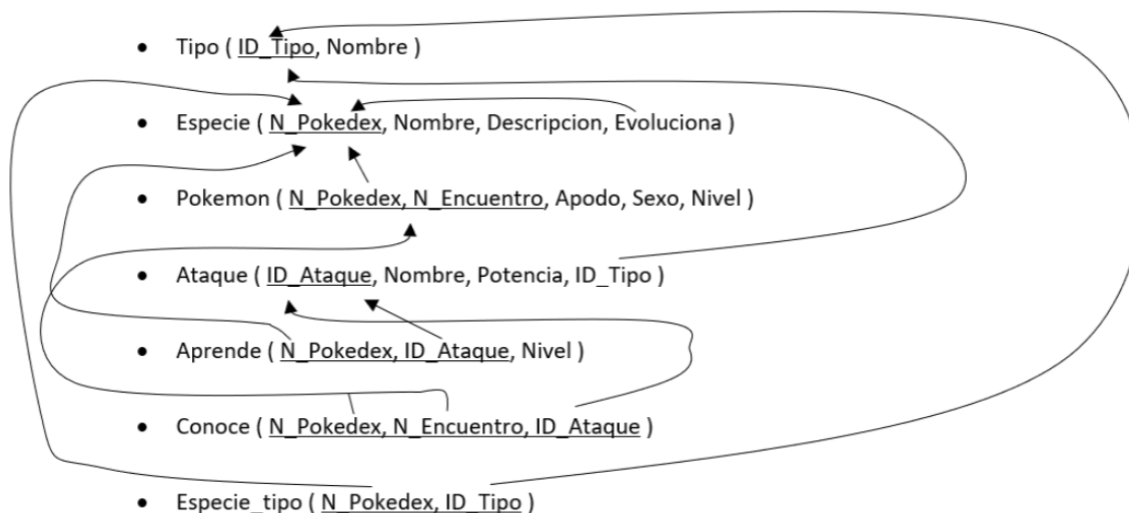 • Tipo ( ID_Tipo, Nombre )
• Especie ( N_Pokedex, Nombre, Descripcion, Evoluciona )
• Pokemon ( N_Pokedex, N_Encuentro, Apodo, Sexo, Nivel )
• Ataque ( ID_Ataque, Nombre, Potencia, ID_Tipo )
• Aprende ( N_Pokedex, ID_Ataque, Nivel )
• Conoce ( N_Pokedex, N_Encuentro, ID_Ataque )
• Especie_tipo ( N_Pokedex, ID_Tipo )